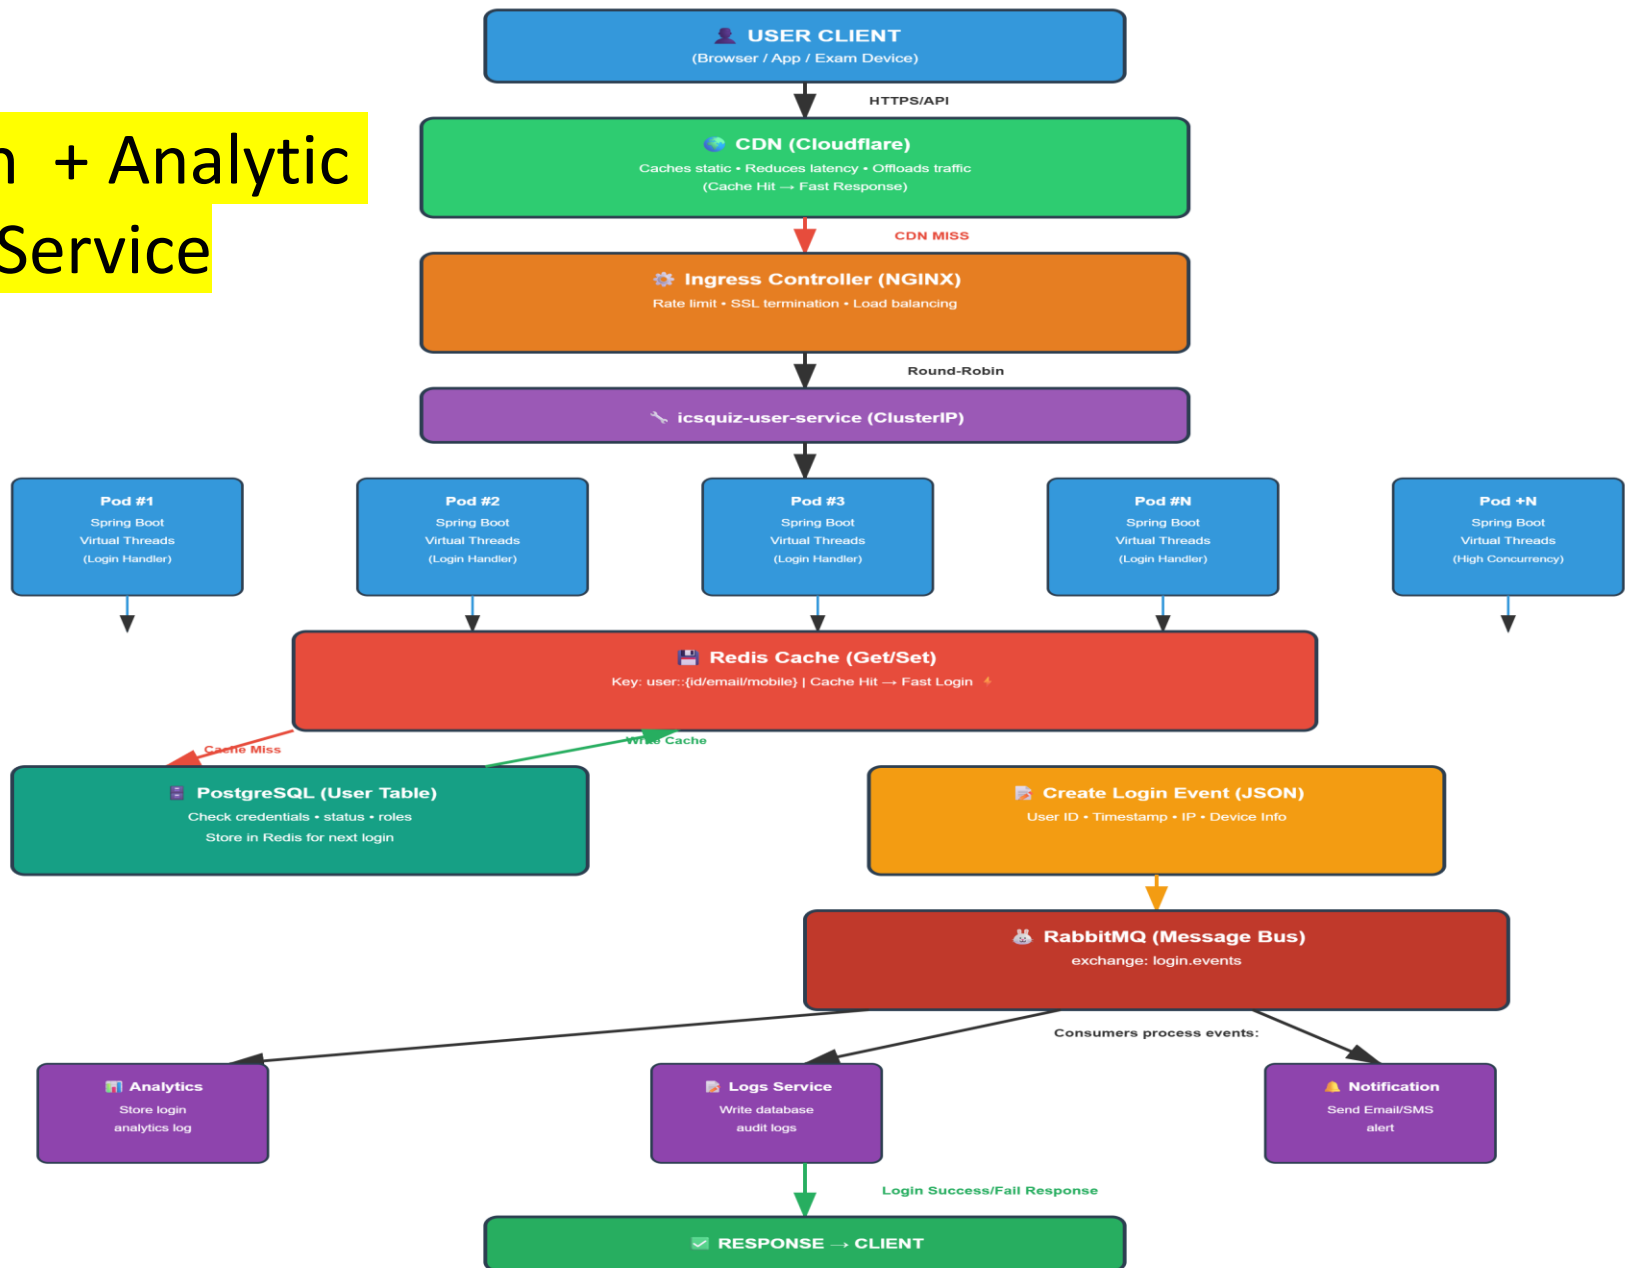 USER CLIENT
(Browser / App / Exam Device)
HTTPS/API
+ Analytic
Service
CDN (Cloudflare)
Caches static • Reduces latency • Offloads traffic
(Cache Hit → Fast Response)
CDN MISS
Ingress Controller (NGINX)
Rate limit • SSL termination • Load balancing
Round-Robin
icsquiz-user-service (ClusterIP)
Pod #1
Spring Boot
Virtual Threads
(Login Handler)
Pod #2
Spring Boot
Virtual Threads
(Login Handler)
Pod #3
Spring Boot
Virtual Threads
(Login Handler)
Pod #N
Spring Boot
Virtual Threads
(Login Handler)
Pod +N
Spring Boot
Virtual Threads
(High Concurrency)
Redis Cache (Get/Set)
Key: user::{id/email/mobile} | Cache Hit → Fast Login
Cache Miss
Write Cache
PostgreSQL (User Table)
Check credentials • status • roles
Store in Redis for next login
Create Login Event (JSON)
User ID • Timestamp • IP • Device Info
RabbitMQ (Message Bus)
exchange: login.events
Consumers process events:
Analytics
Store login
analytics log
Logs Service
Write database
audit logs
Notification
Send Email/SMS
alert
Login Success/Fail Response
RESPONSE → CLIENT